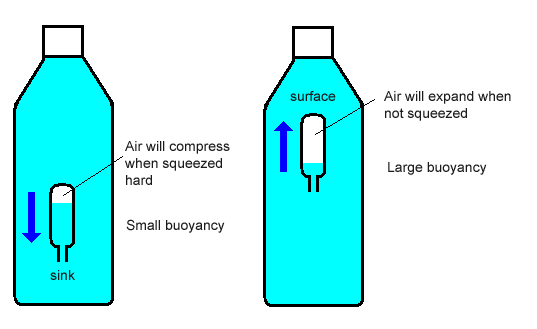 Air will compress
when squeezed
hard
Small buoyancy
sink
surface
Air will expand when
not squeezed
Large buoyancy